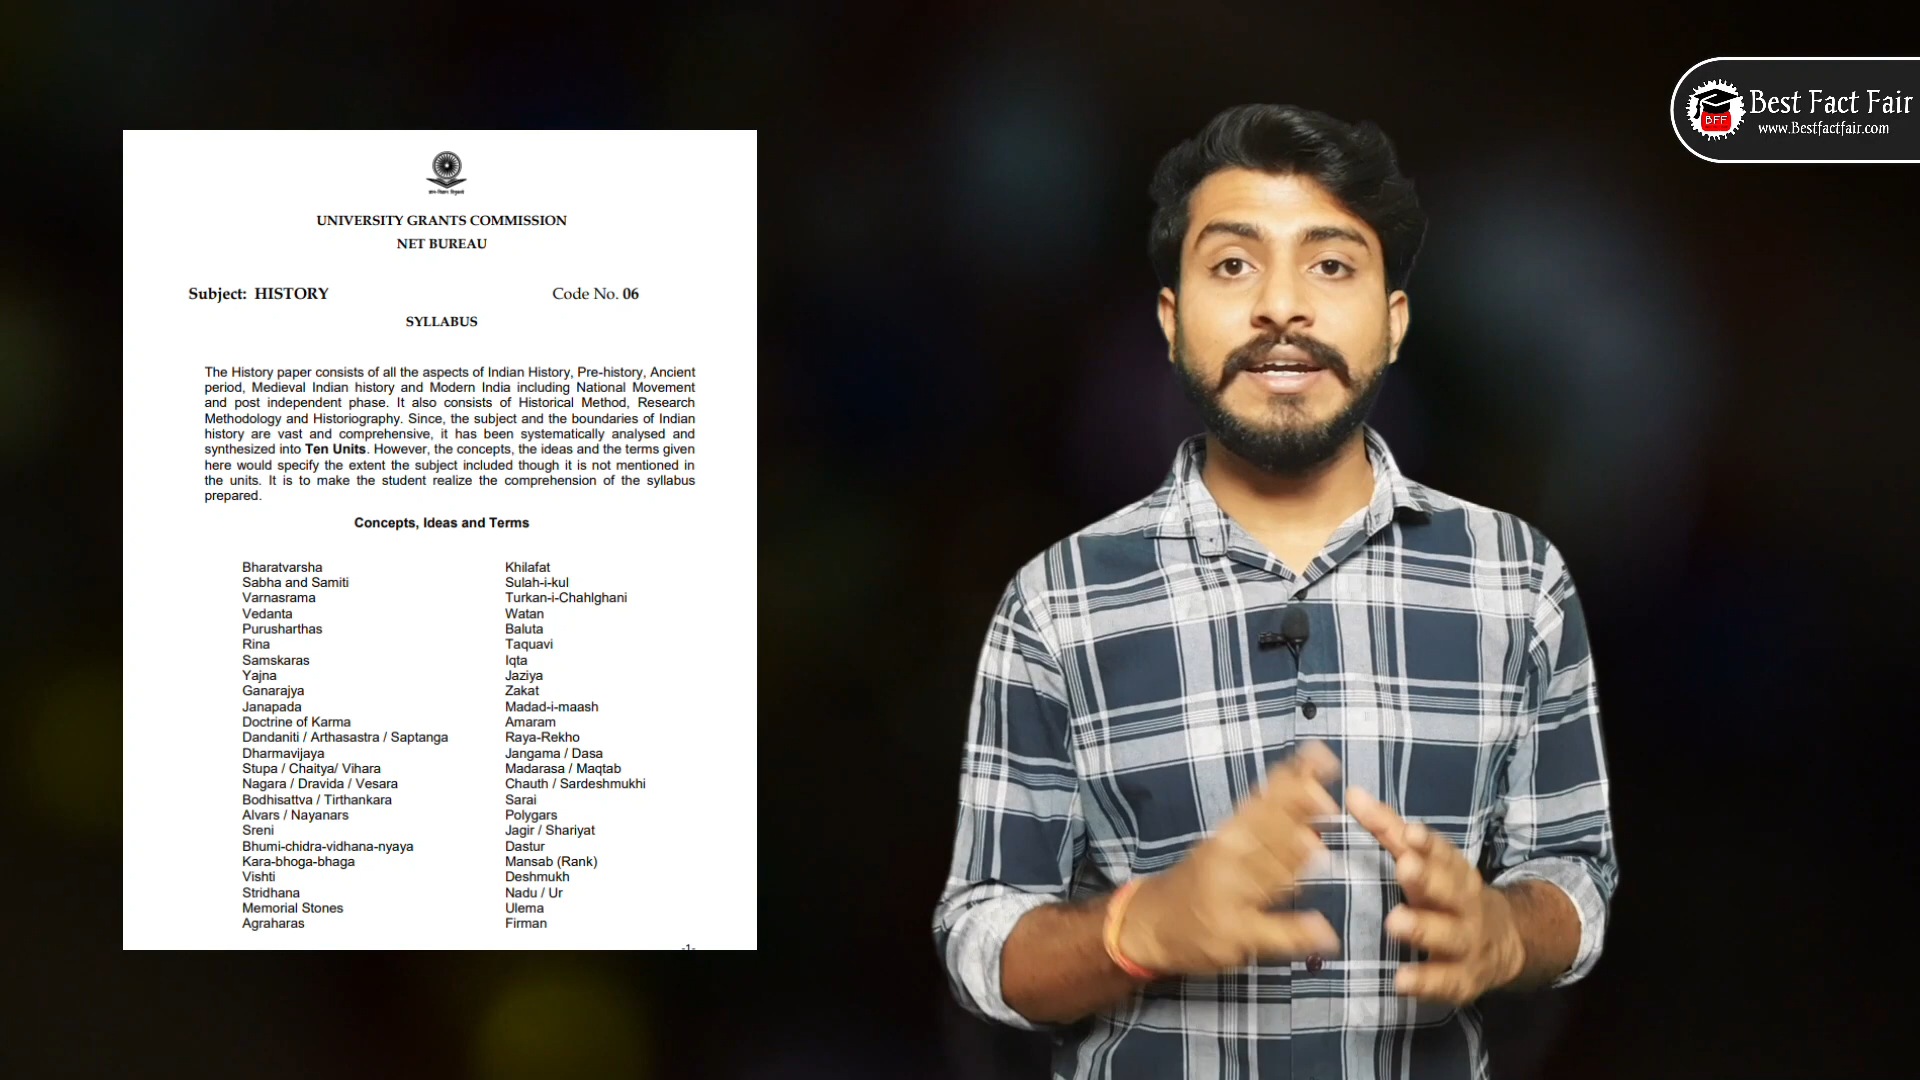 Best Fact Fair
BFF
www.Bestfactfair.com
UNIVERSITY GRANTS COMMISSION
NET BUREAU
Subject: HISTORY Code No. 06
SYLLABUS
The History paper consists of all the aspects of Indian History, Pre-history, Ancient
period, Medieval Indian history and Modern India including National Movement
and post independent phase. It also consists of Historical Method, Research
Methodology and Historiography. Since, the subject and the boundaries of Indian
history are vast and comprehensive, it has been systematically analysed and
synthesized into Ten Units. However, the concepts, the ideas and the terms given
here would specify the extent the subject included though it is not mentioned in
the units. It is to make the student realize the comprehension of the syllabus
prepared.
Concepts, Ideas and Terms
Bharatvarsha
Sabha and Samiti
Varnasrama
Vedanta
Purusharthas
Rina
Samskaras
Yajna
Ganarajya
Janapada
Doctrine of Karma
Dandaniti / Arthasastra / Saptanga
Dharmavijaya
Stupa / Chaitya/ Vihara
Nagara / Dravida / Vesara
Bodhisattva / Tirthankara
Alvars / Nayanars
Sreni
Bhumi-chidra-vidhana-nyaya
Kara-bhoga-bhaga
Vishti
Stridhana
Memorial Stones
Agraharas
Khilafat
Sulah-i-kul
Turkan-i-Chahlghani
Watan
Baluta
Taquavi
Iqta
Jaziya
Zakat
Madad-i-maash
Amaram
Raya-Rekho
Jangama / Dasa
Madarasa / Maqtab
Chauth / Sardeshmukhi
Sarai
Polygars
Jagir / Shariyat
Dastur
Mansab (Rank)
Deshmukh
Nadu / Ur
Ulema
Firman
-1-